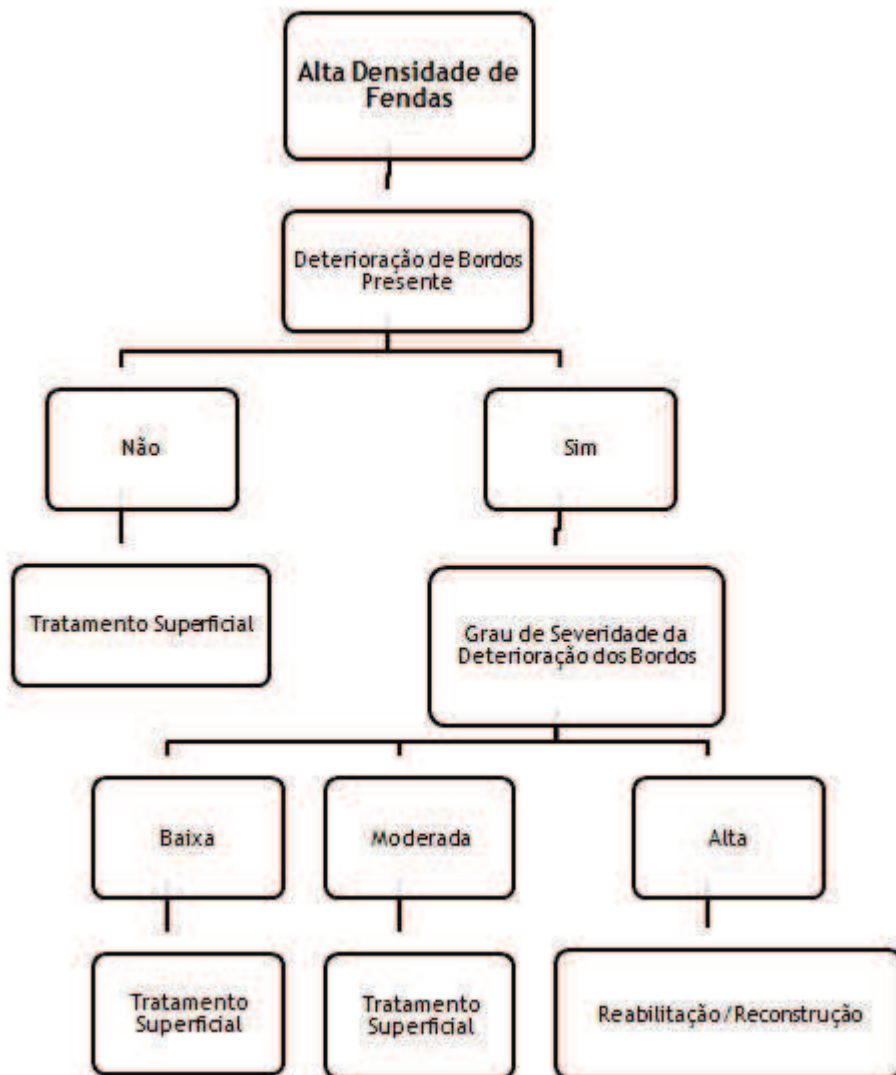 Alta Densidade de
Fendas
Deterioração de Bordos
Presente
Não
Sim
Tratamento Superficial
Grau de Severidade da
Deterioração dos Bordos
Baixa
Moderada
Alta
Tratamento
Superficial
Tratamento
Superficial
Reabilitação / Reconstrução